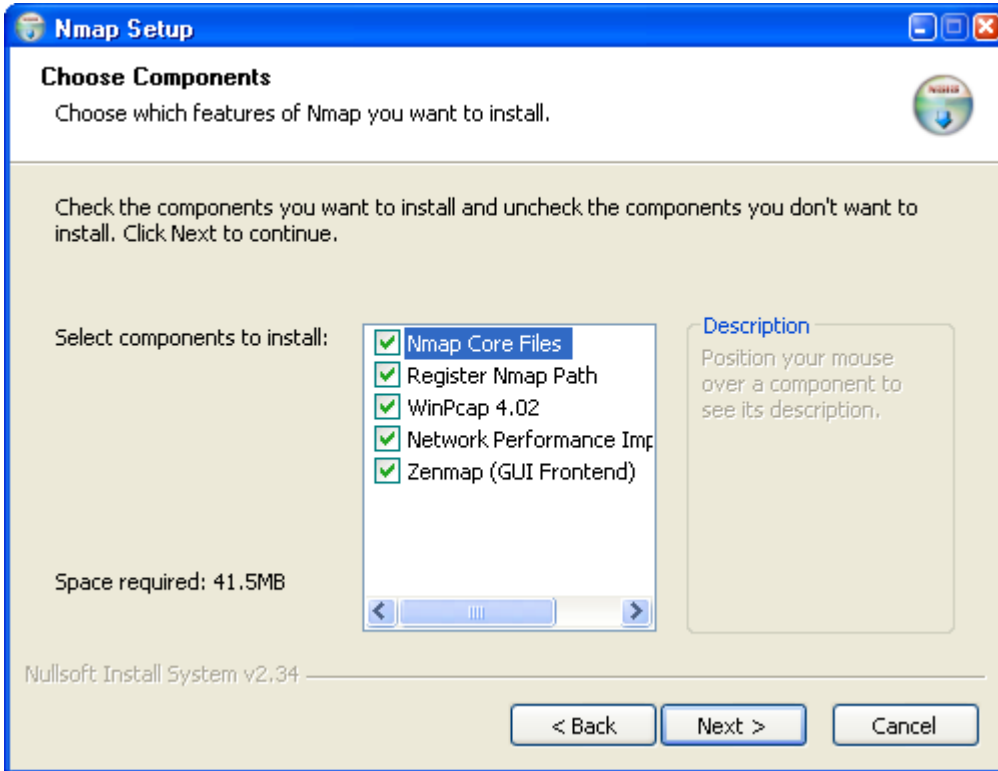 Nmap Setup
Choose Components
Choose which features of Nmap you want to install.
Check the components you want to install and uncheck the components you don't want to
install. Click Next to continue.
Select components to install:
Nmap Core Files
Register Nmap Path
WinPcap 4.02
Network Performance Imp
Zenmap (GUI Frontend)
Description
Position your mouse
over a component to
see its description.
Space required: 41.5MB
Nullsoft Install System v2.34
< Back
Next >
Cancel